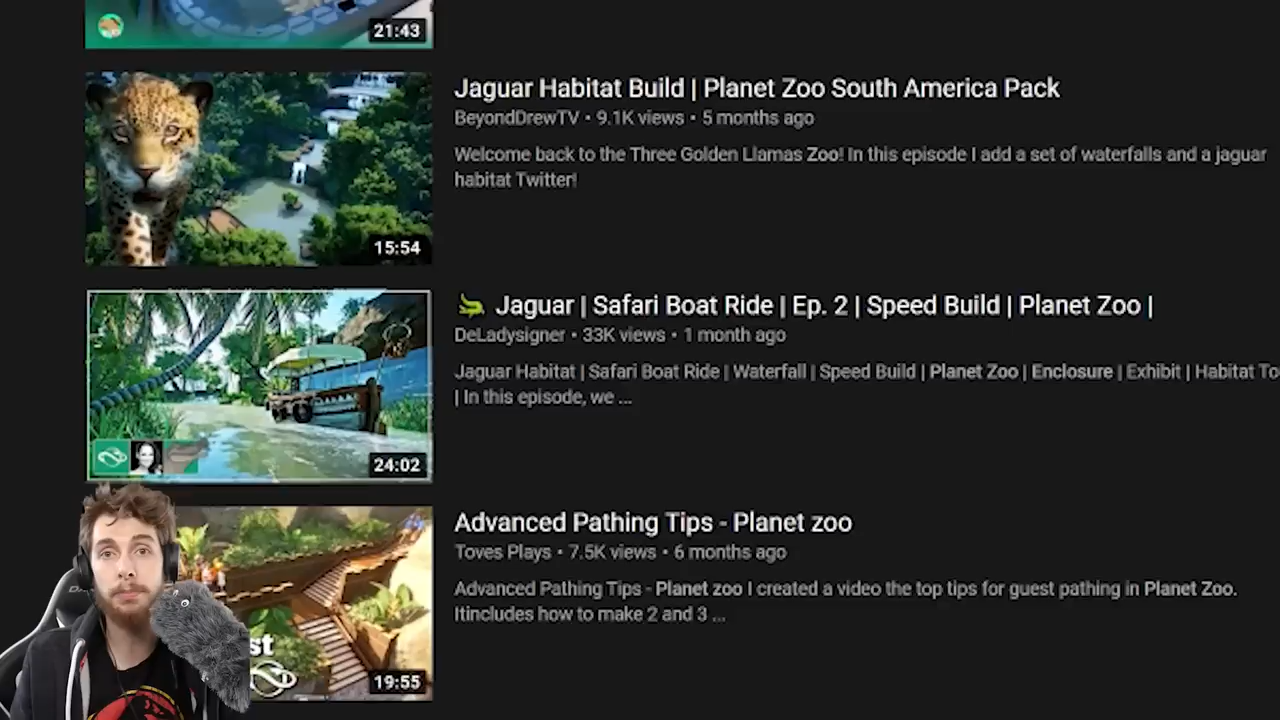 21:43
Jaguar Habitat Build | Planet Zoo South America Pack
BeyondDrewTV • 9.1K views • 5 months ago
Welcome back to the Three Golden Llamas Zoo! In this episode I add a set of waterfalls and a jaguar
habitat Twitter!
15:54
Jaguar | Safari Boat Ride | Ep. 2 | Speed Build | Planet Zoo |
DeLadysigner • 33K views • 1 month ago
Jaguar Habitat | Safari Boat Ride | Waterfall | Speed Build | Planet Zoo | Enclosure | Exhibit | Habitat To
| In this episode, we ...
24:02
Advanced Pathing Tips - Planet zoo
Toves Plays • 7.5K views • 6 months ago
Advanced Pathing Tips - Planet zoo I created a video the top tips for guest pathing in Planet Zoo.
Itincludes how to make 2 and 3 ...
st
19:55